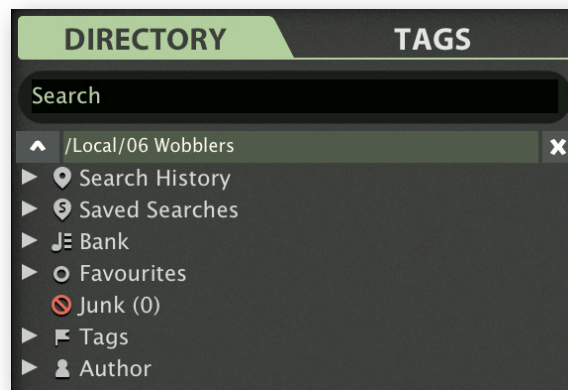 DIRECTORY TAGS
Search
/Local/06 Wobblers
Search History
Saved Searches
Bank
Favourites
Junk (0)
Tags
Author